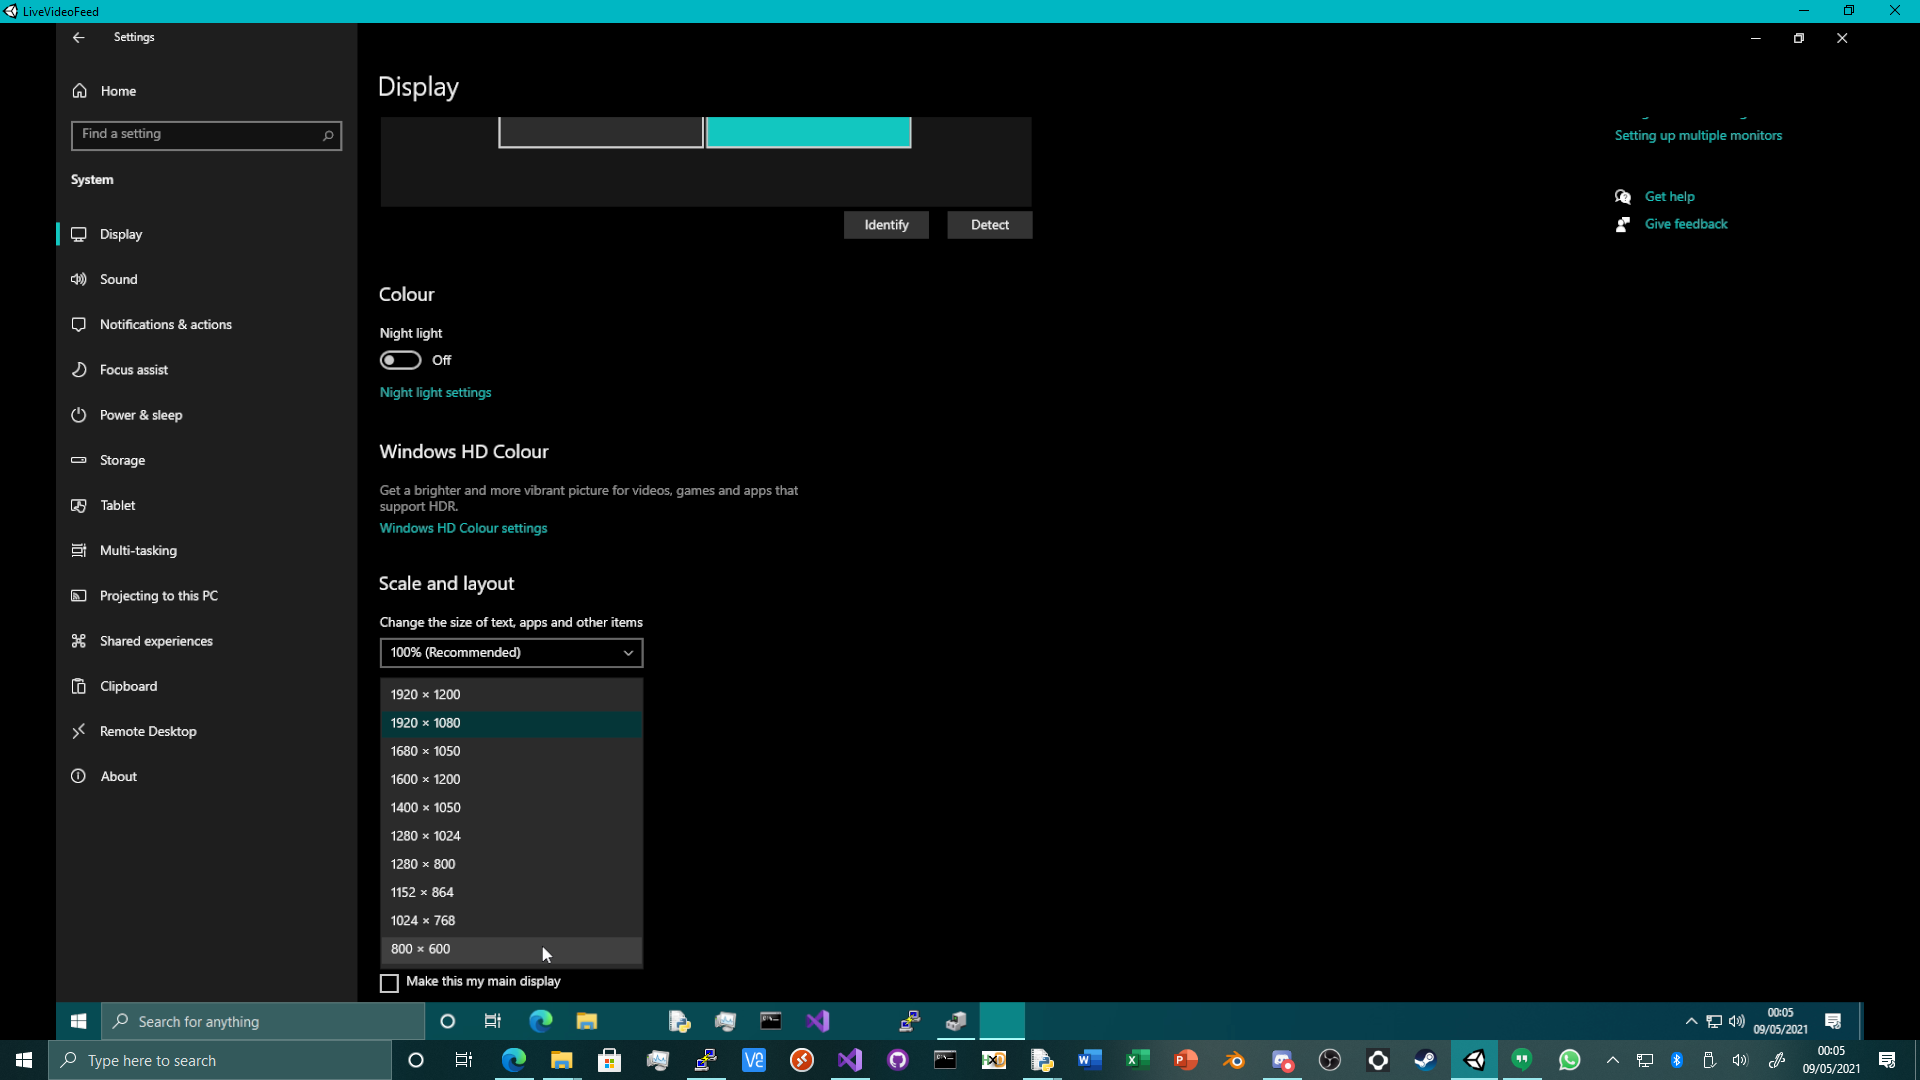 LiveVideoFeed
Settings
Home
Find a setting
System
Display
Sound
Notifications & actions
Focus assist
Power & sleep
Storage
Tablet
Multi-tasking
Projecting to this PC
Shared experiences
Clipboard
Remote Desktop
About
Display
Identify
Detect
Colour
Night light
Off
Night light settings
Windows HD Colour
Get a brighter and more vibrant picture for videos, games and apps that
support HDR.
Windows HD Colour settings
Scale and layout
Change the size of text, apps and other items
100% (Recommended)
1920 × 1200
1920 × 1080
1680 × 1050
1600 × 1200
1400 × 1050
1280 × 1024
1280 × 800
1152 × 864
1024 × 768
800 × 600
Make this my main display
Setting up multiple monitors
Get help
Give feedback
Search for anything
00:05
09/05/2021
Type here to search
00:05
09/05/2021